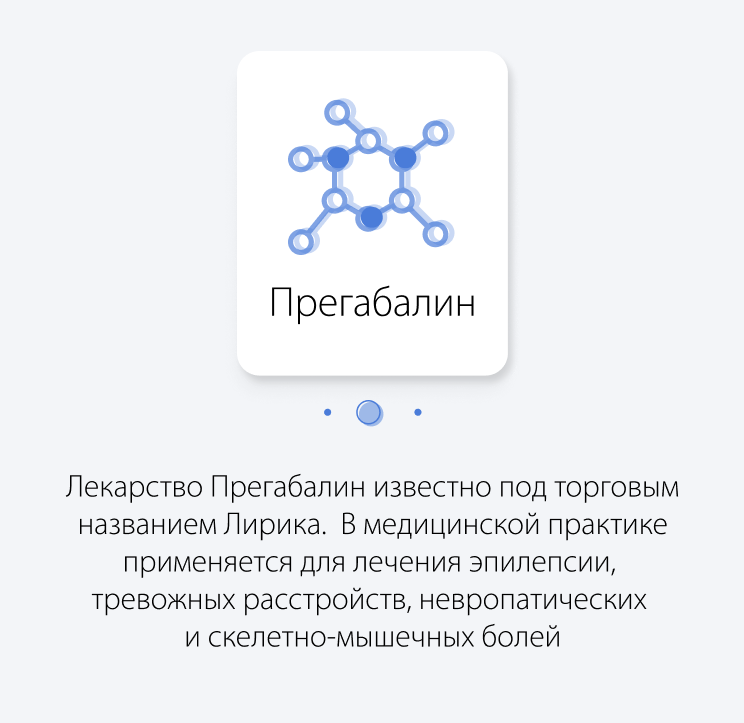 Прегабалин
Лекарство Прегабалин известно под торговым
названием Лирика.  В медицинской практике
применяется для лечения эпилепсии,
тревожных расстройств, невропатических
и скелетно-мышечных болей